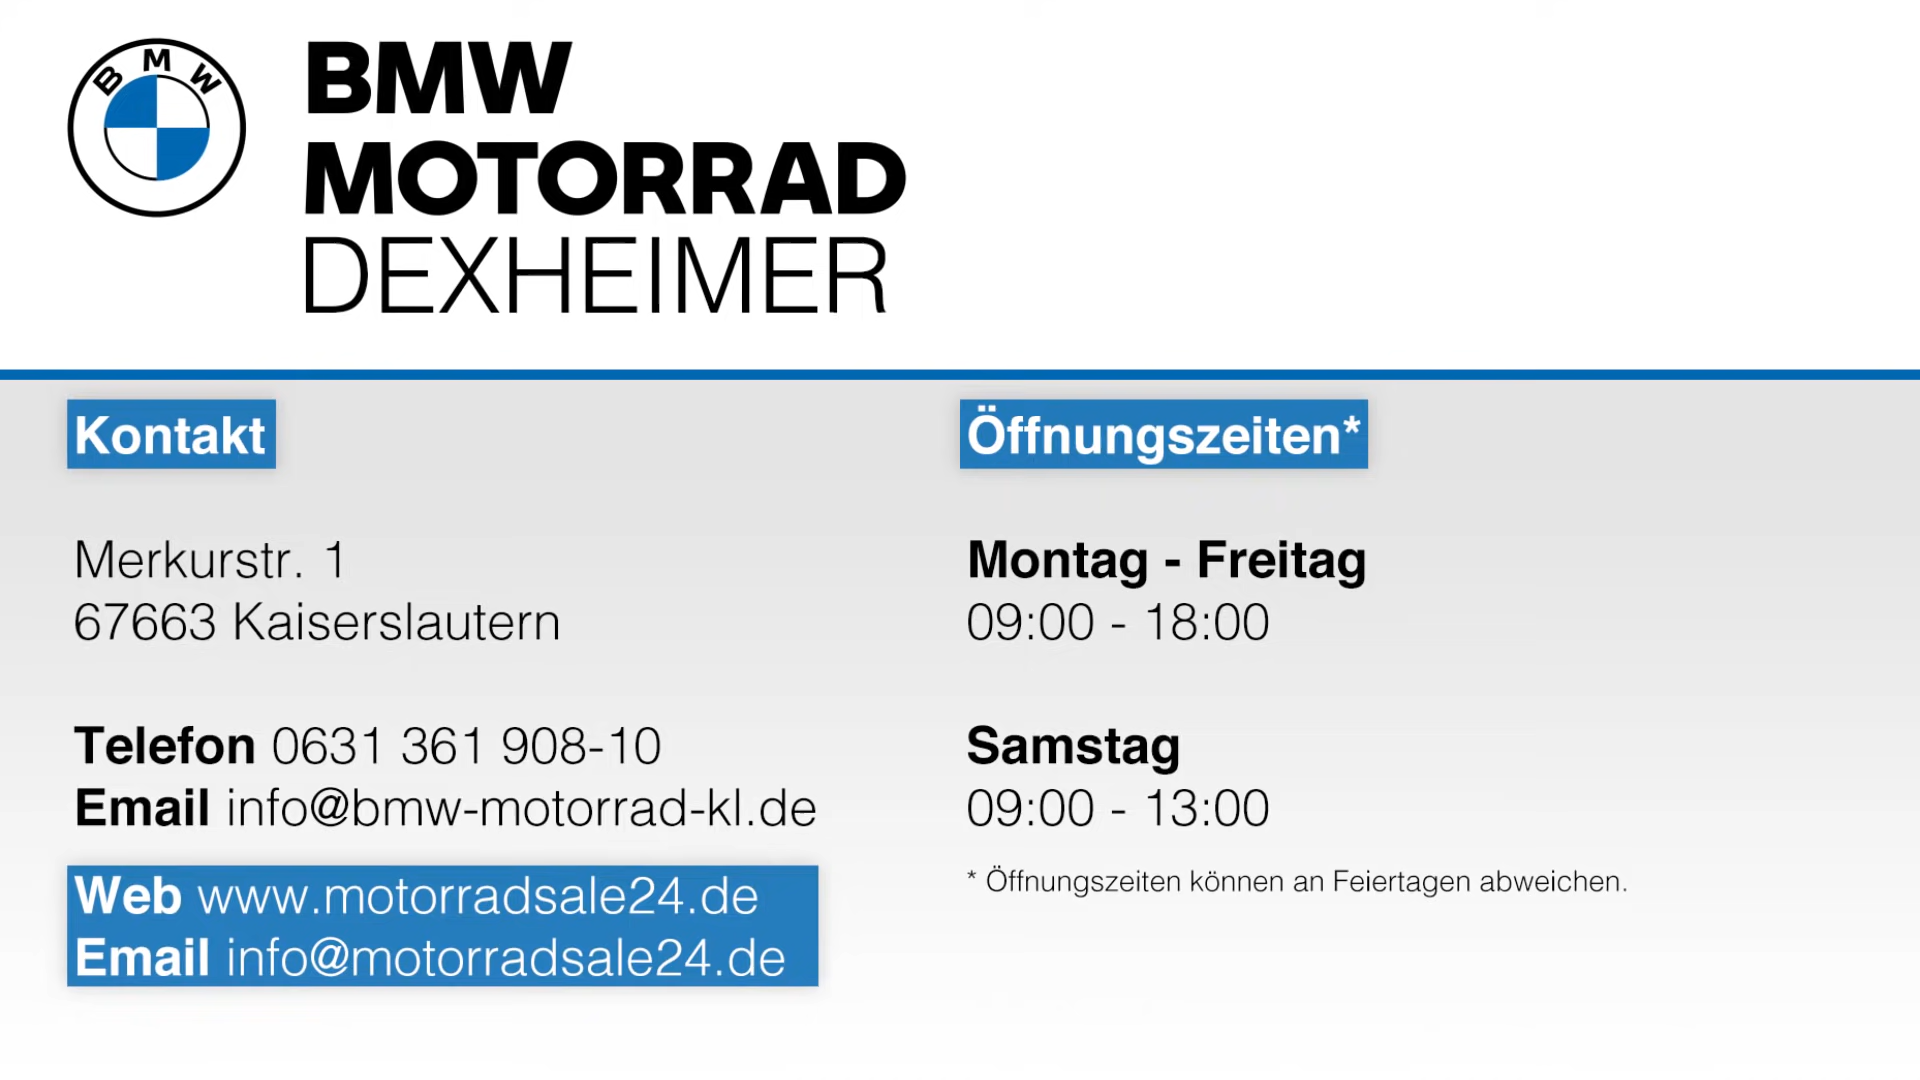 BMW
BMW
MOTORRAD
DEXHEIMER
Kontakt
Merkurstr. 1
67663 Kaiserslautern
Telefon 0631 361 908-10
Email info@bmw-motorrad-kl.de
Web www.motorradsale24.de
Email info@motorradsale24.de
Öffnungszeiten*
Montag - Freitag
09:00 - 18:00
Samstag
09:00 - 13:00
* Öffnungszeiten können an Feiertagen abweichen.